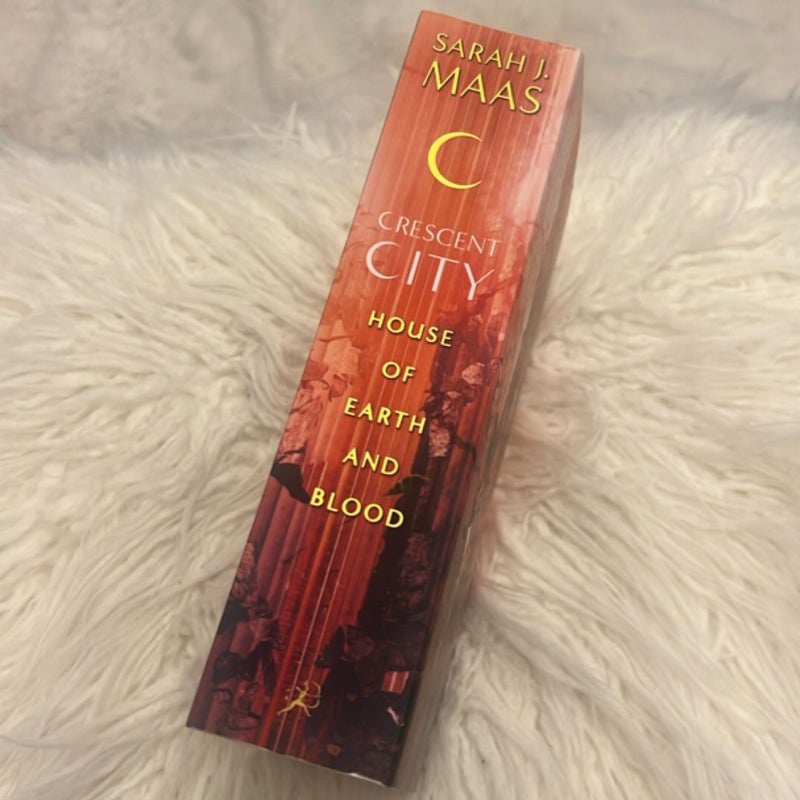 SARAH J.
MAAS
CRESCENT
CITY
HOUSE
OF
EARTH
AND
BLOOD